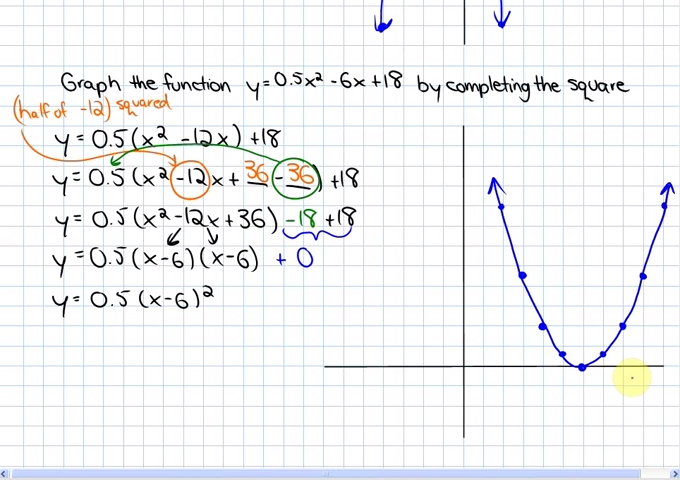 Graph the function y=0.5x² -6x+18 by completing the square
(half of -12) squared
y=0.5(x² -12x) +18
y=0.5(x² -12x+36 -36) +18
y=0.5(x²-12x+36) -18 +18
y=0.5(x-6)(x-6) + 0
y=0.5(x-6)²